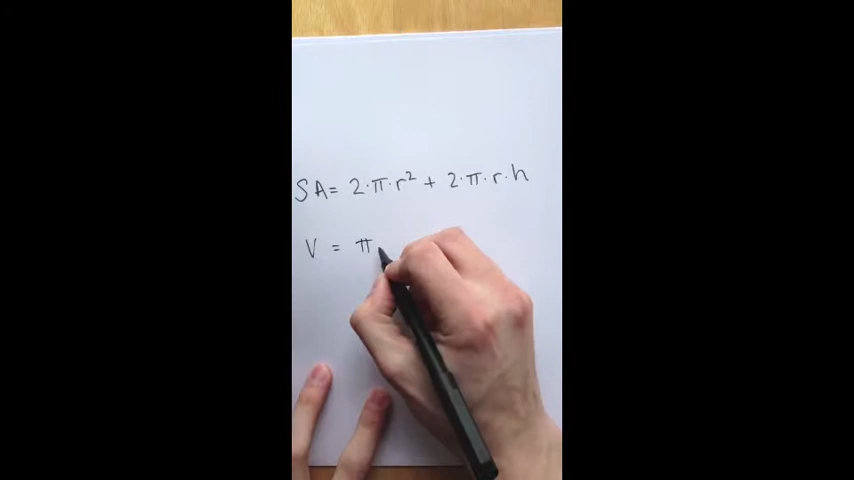 SA = 2·π·r² + 2·π·r·h
V = π